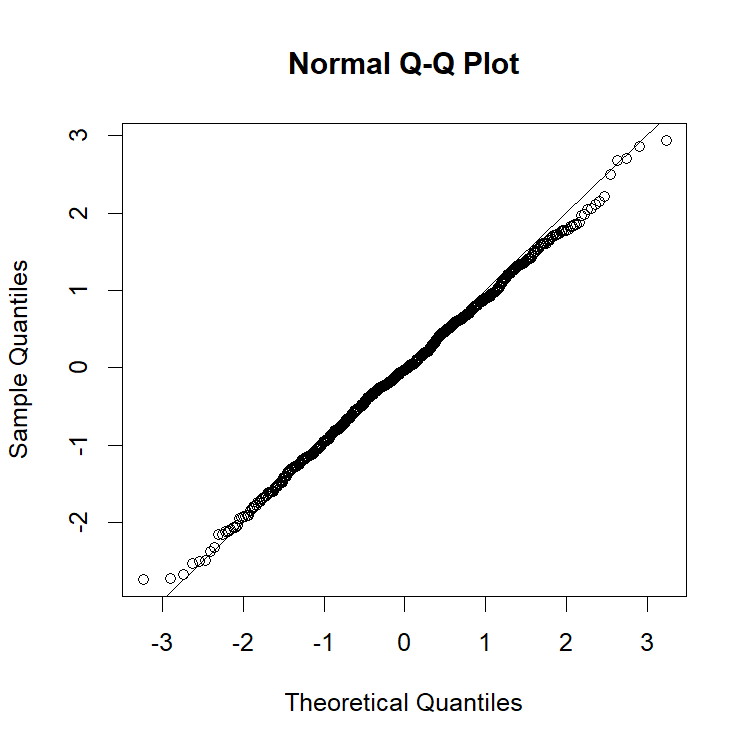 Normal Q-Q Plot
3
2
1
0
-1
-2
Sample Quantiles
-3 -2 -1 0 1 2 3
Theoretical Quantiles